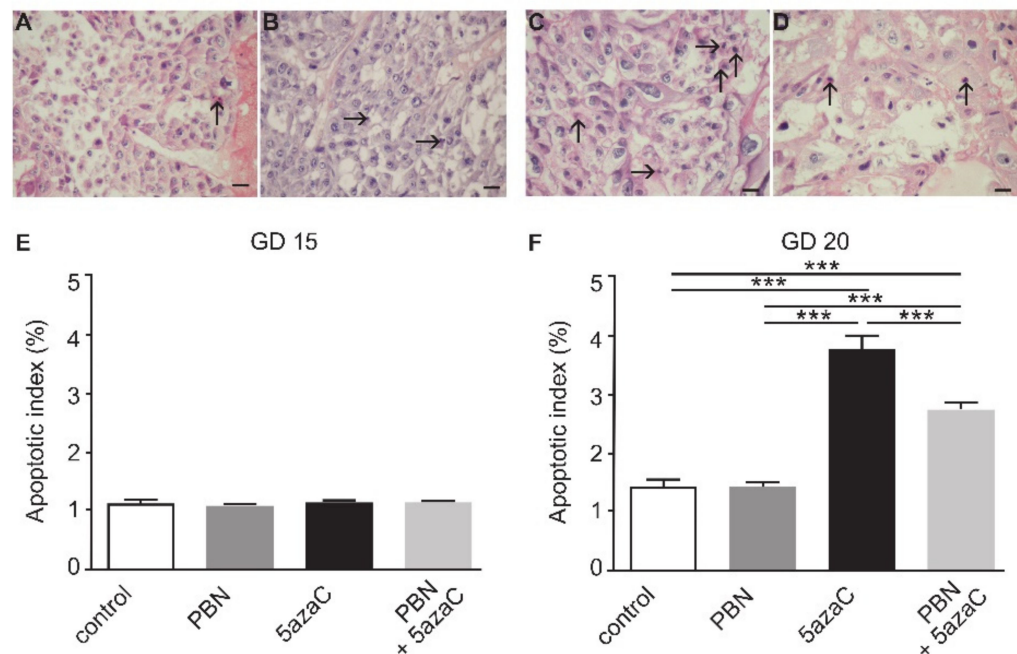 A
B
C
D
E
GD 15
Apoptotic index (%)
5
4
3
2
1
0
control
PBN
5azaC
PBN
+ 5azaC
F
GD 20
Apoptotic index (%)
5
4
3
2
1
0
***
***
***
***
***
control
PBN
5azaC
PBN
+ 5azaC